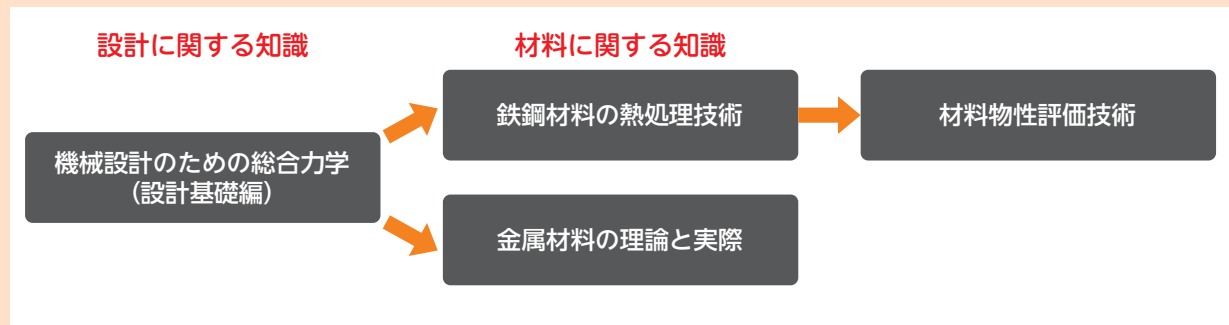 設計に関する知識
材料に関する知識
機械設計のための総合力学
（設計基礎編）
鉄鋼材料の熱処理技術
材料物性評価技術
金属材料の理論と実際